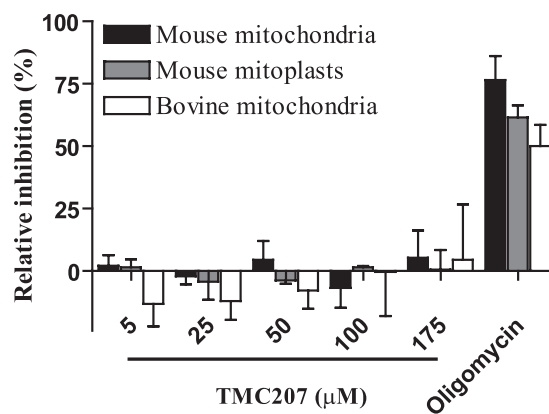 100
75
50
25
0
Relative inhibition (%)
Mouse mitochondria
Mouse mitoplasts
Bovine mitochondria
5
25
50
100
175
Oligomycin
TMC207 (μM)